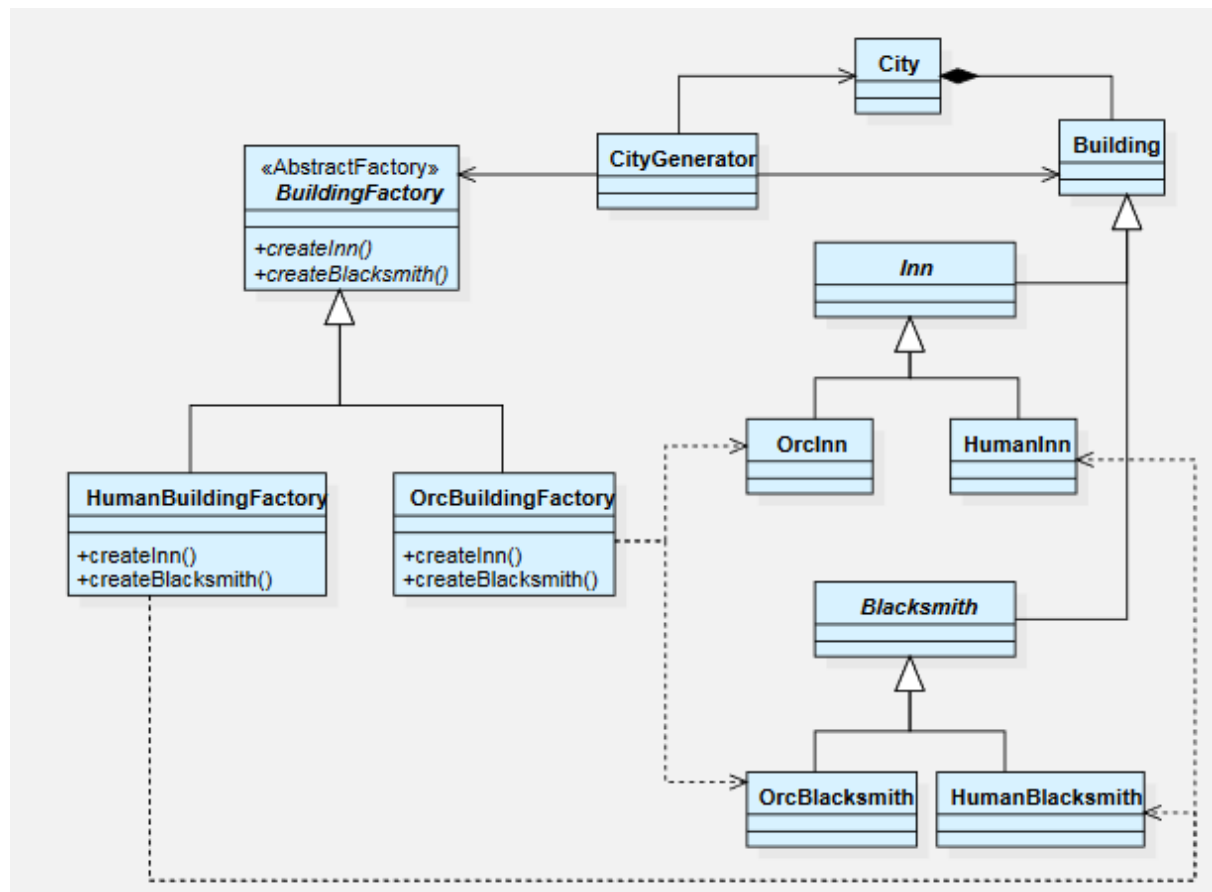 City
Building
CityGenerator
«AbstractFactory»
BuildingFactory
+createInn()
+createBlacksmith()
Inn
OrcInn
HumanInn
HumanBuildingFactory
+createInn()
+createBlacksmith()
OrcBuildingFactory
+createInn()
+createBlacksmith()
Blacksmith
OrcBlacksmith
HumanBlacksmith